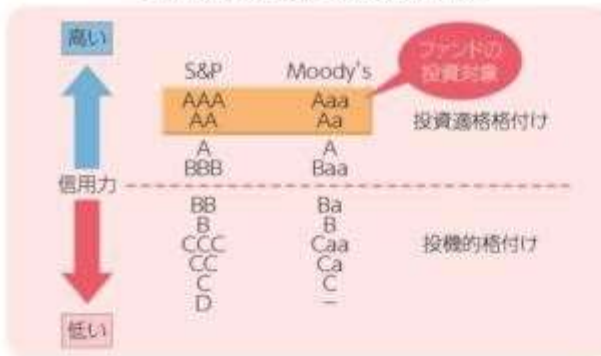 高い
ファンドの
投資対象
S&P Moody's
AAA Aaa
AA Aa
投資適格格付け
A A
BBB Baa
信用力
BB Ba
B B
CCC Caa
投機的格付け
CC Ca
C C
D −
低い